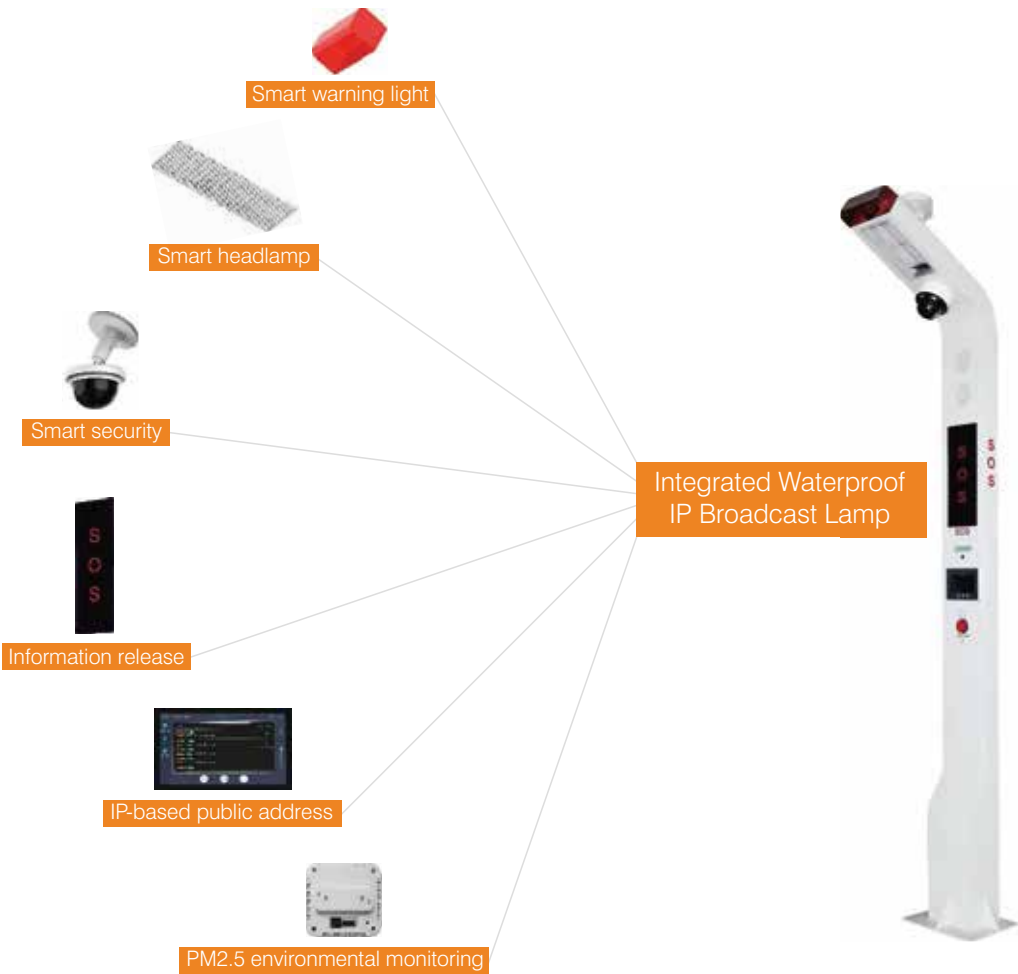 Smart warning light
Smart headlamp
Smart security
S
O
S
Information release
IP-based public address
PM2.5 environmental monitoring
Integrated Waterproof
IP Broadcast Lamp
S
O
S
S
O
S